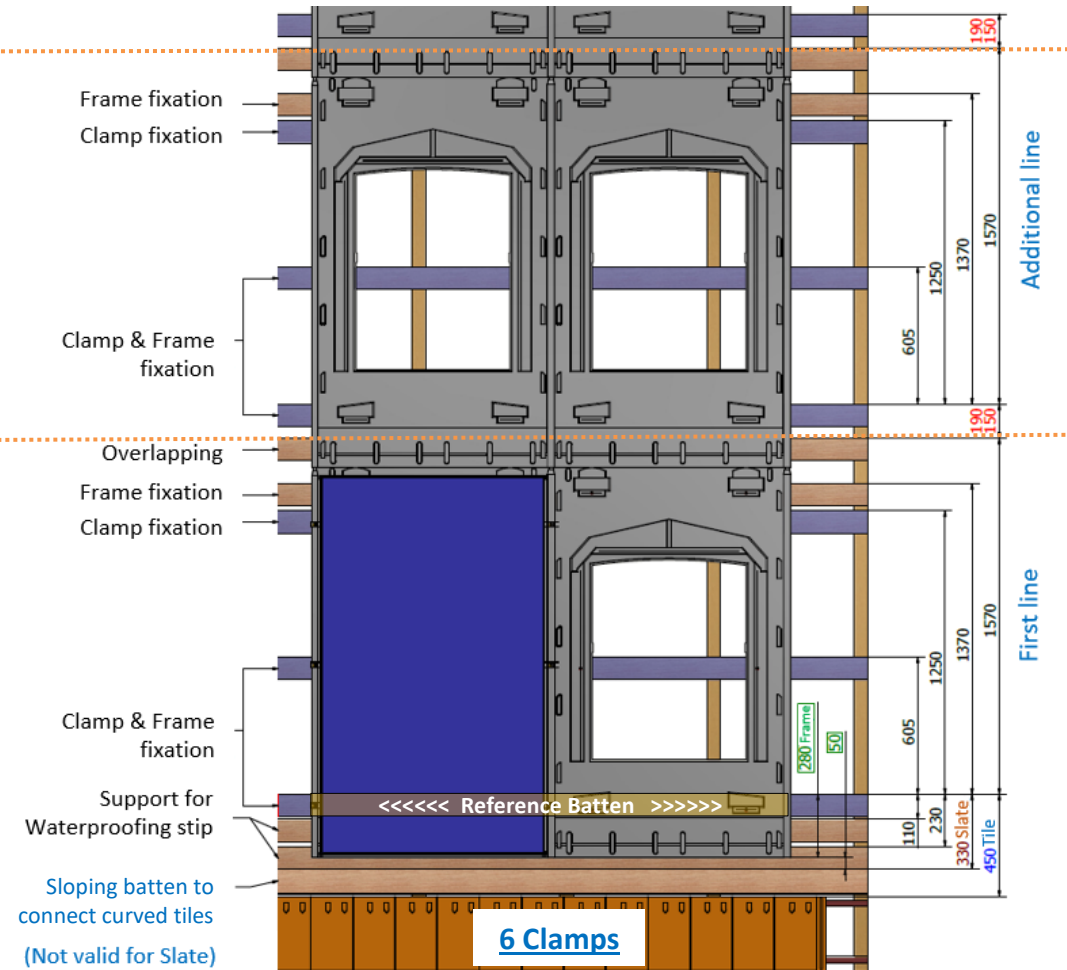 190
150
Frame fixation
Clamp fixation
Additional line
1570
1370
1250
605
Clamp & Frame
fixation
190
150
Overlapping
Frame fixation
Clamp fixation
First line
1570
1370
1250
605
Clamp & Frame
fixation
280 Frame
50
Support for
Waterproofing stip
<<<<<< Reference Batten >>>>>>
110
230
330 Slate
450 Tile
Sloping batten to
connect curved tiles
(Not valid for Slate)
6 Clamps